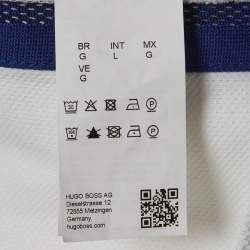 BR INT MX
G L G
VE
G
HUGO BOSS AG
Dieselstrasse 12
72555 Metzingen
Germany
hugoboss.com